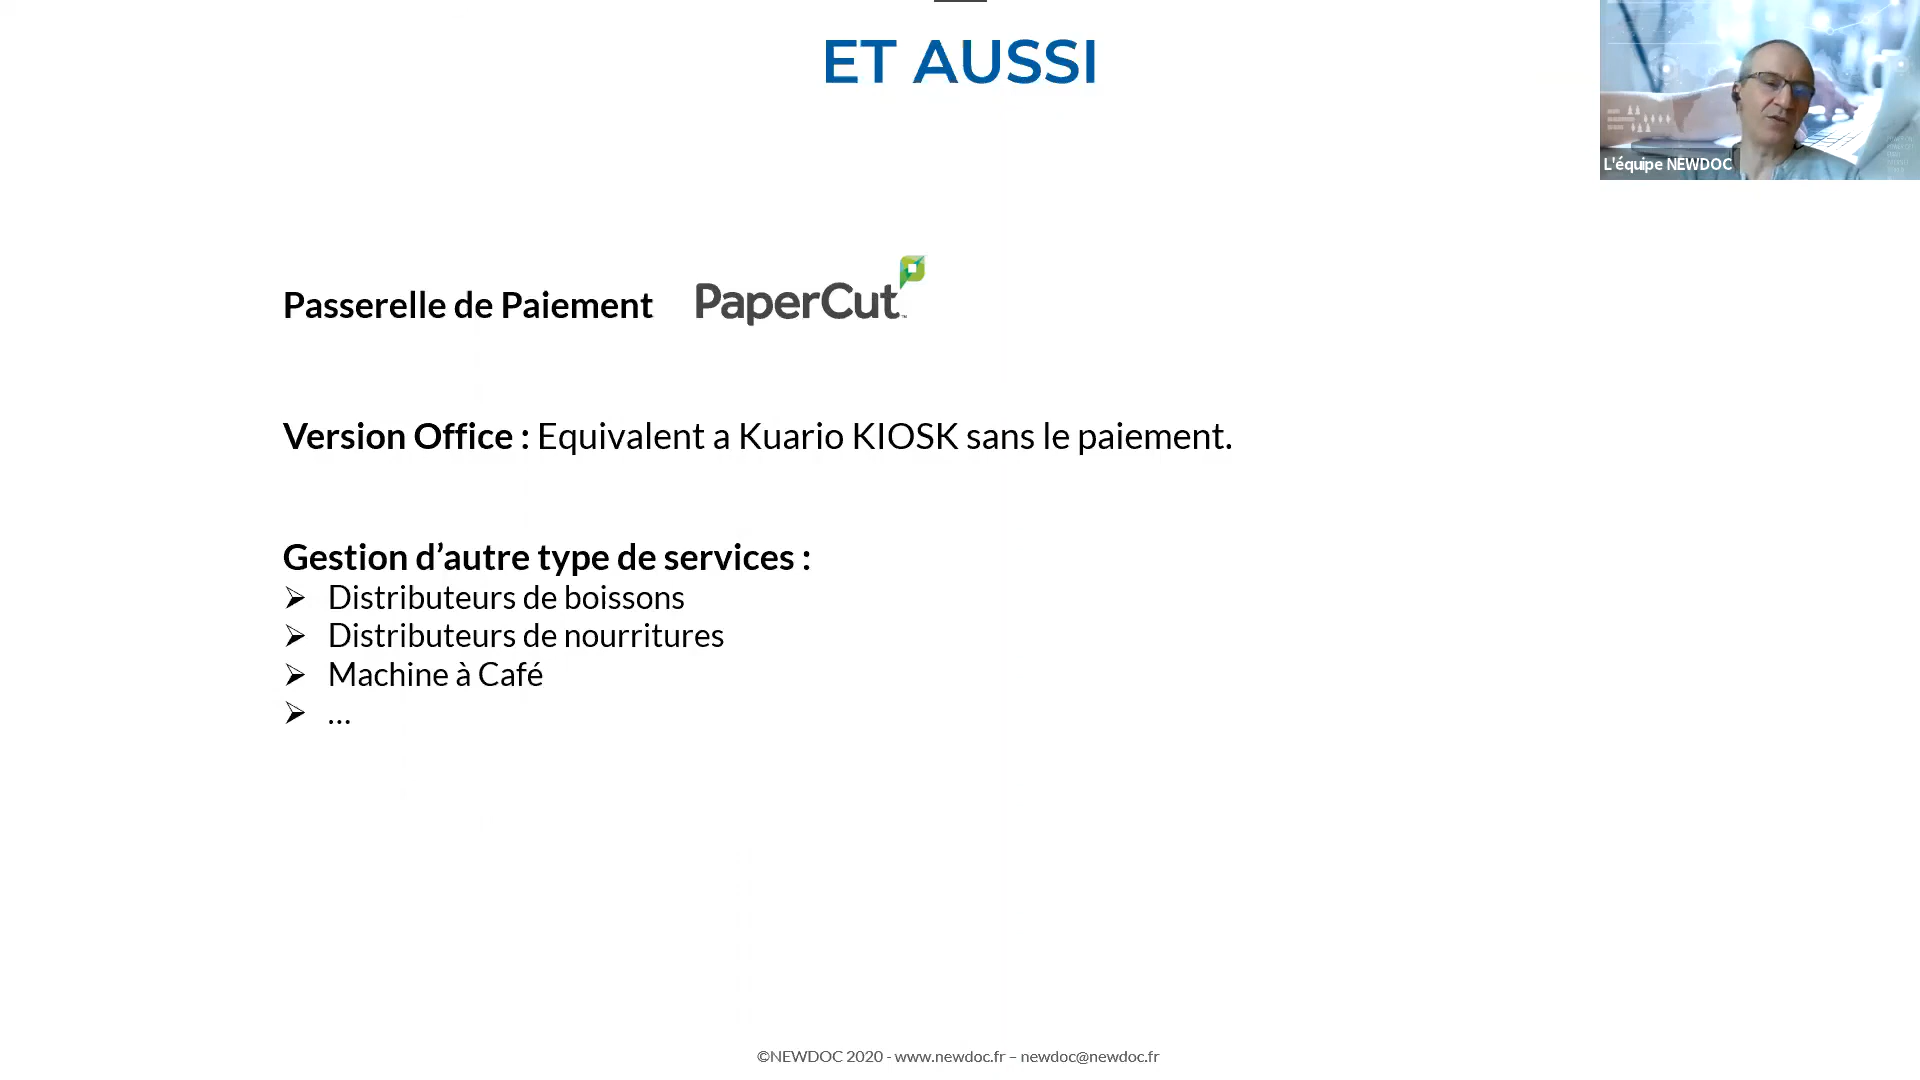 ET AUSSI
L'équipe NEWDOC
Passerelle de Paiement PaperCut™
Version Office : Equivalent a Kuario KIOSK sans le paiement.
Gestion d’autre type de services :
➢ Distributeurs de boissons
➢ Distributeurs de nourritures
➢ Machine à Café
➢ …
©NEWDOC 2020 - www.newdoc.fr – newdoc@newdoc.fr